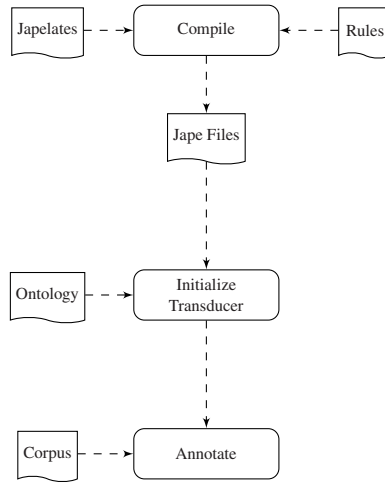 Japelates
Compile
Rules
Jape Files
Ontology
Initialize
Transducer
Corpus
Annotate